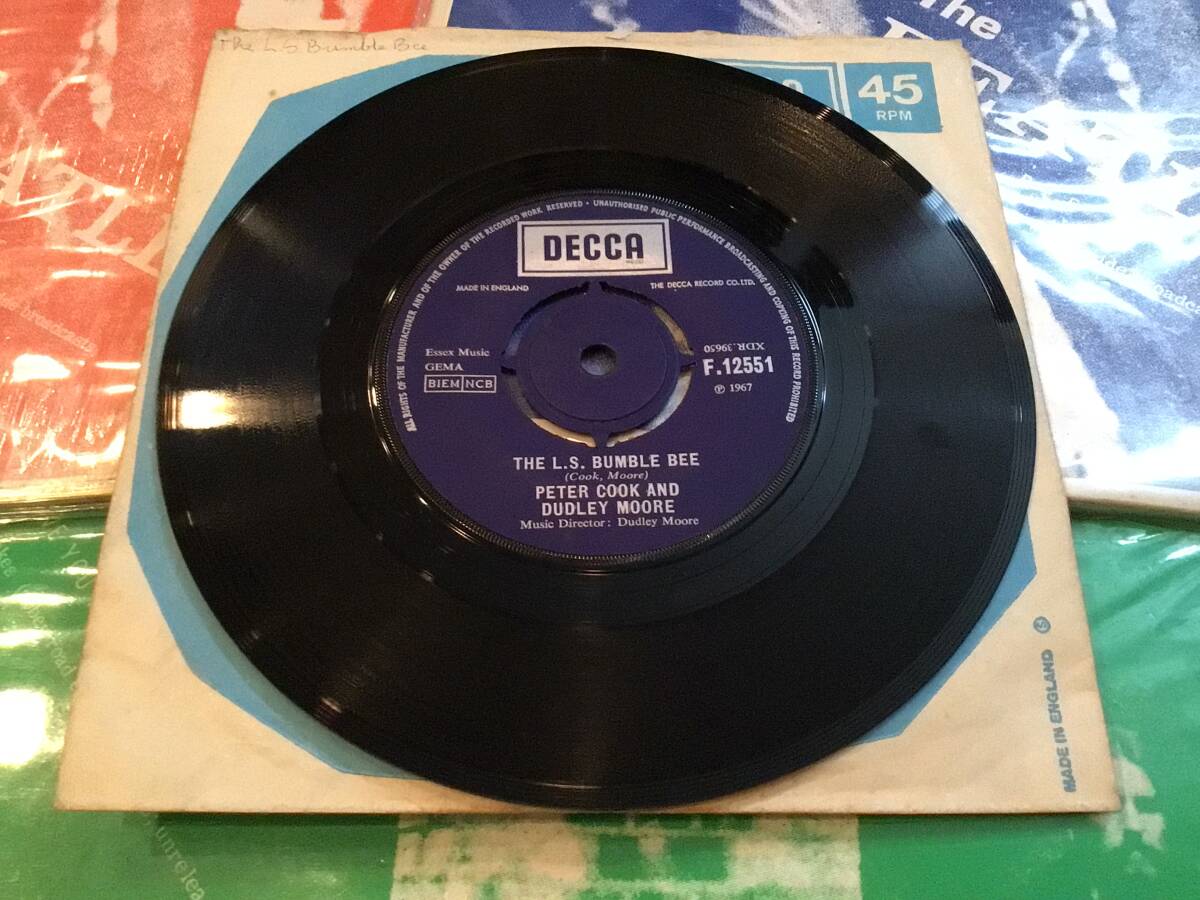 The L.S Bumble Bee
The
45
RPM
ALL RIGHTS OF THE MANUFACTURER AND OF THE OWNER OF THE RECORDED WORK RESERVED • UNAUTHORISED PUBLIC PERFORMANCE BROADCASTING AND COPYING OF THIS RECORD PROHIBITED
DECCA
MADE IN ENGLAND
THE DECCA RECORD CO. LTD.
Essex Music
GEMA
BIEM NCB
XDR.39650
F.12551
℗ 1967
THE L.S. BUMBLE BEE
(Cook, Moore)
PETER COOK AND
DUDLEY MOORE
Music Director: Dudley Moore
MADE IN ENGLAND
broadcasts